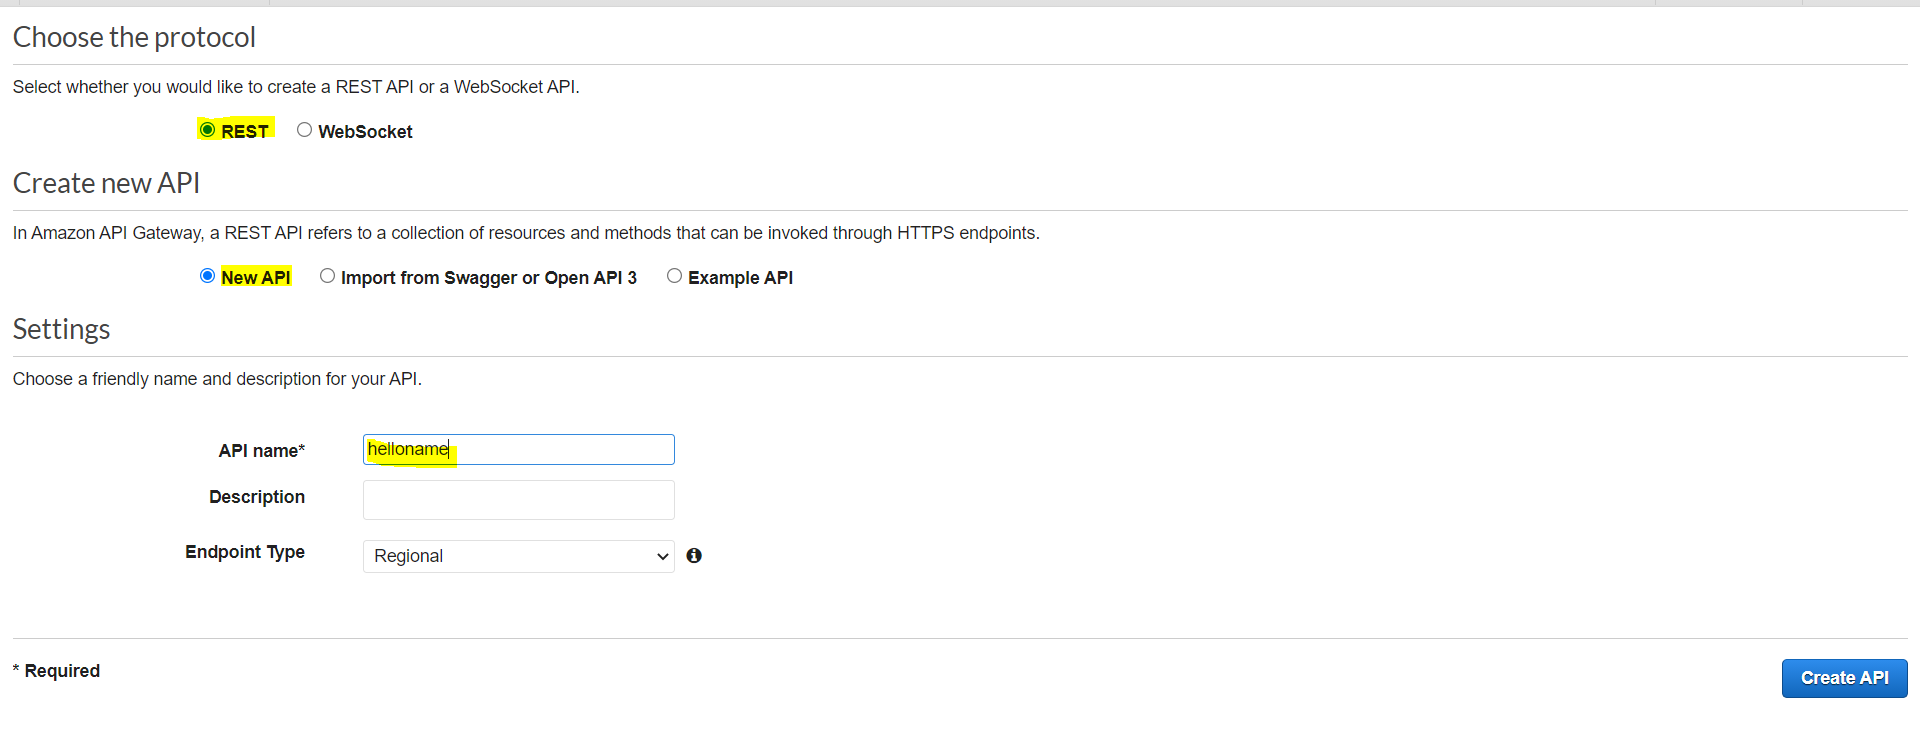 Choose the protocol
Select whether you would like to create a REST API or a WebSocket API.
REST WebSocket
Create new API
In Amazon API Gateway, a REST API refers to a collection of resources and methods that can be invoked through HTTPS endpoints.
New API Import from Swagger or Open API 3 Example API
Settings
Choose a friendly name and description for your API.
API name* helloname
Description
Endpoint Type Regional
* Required
Create API